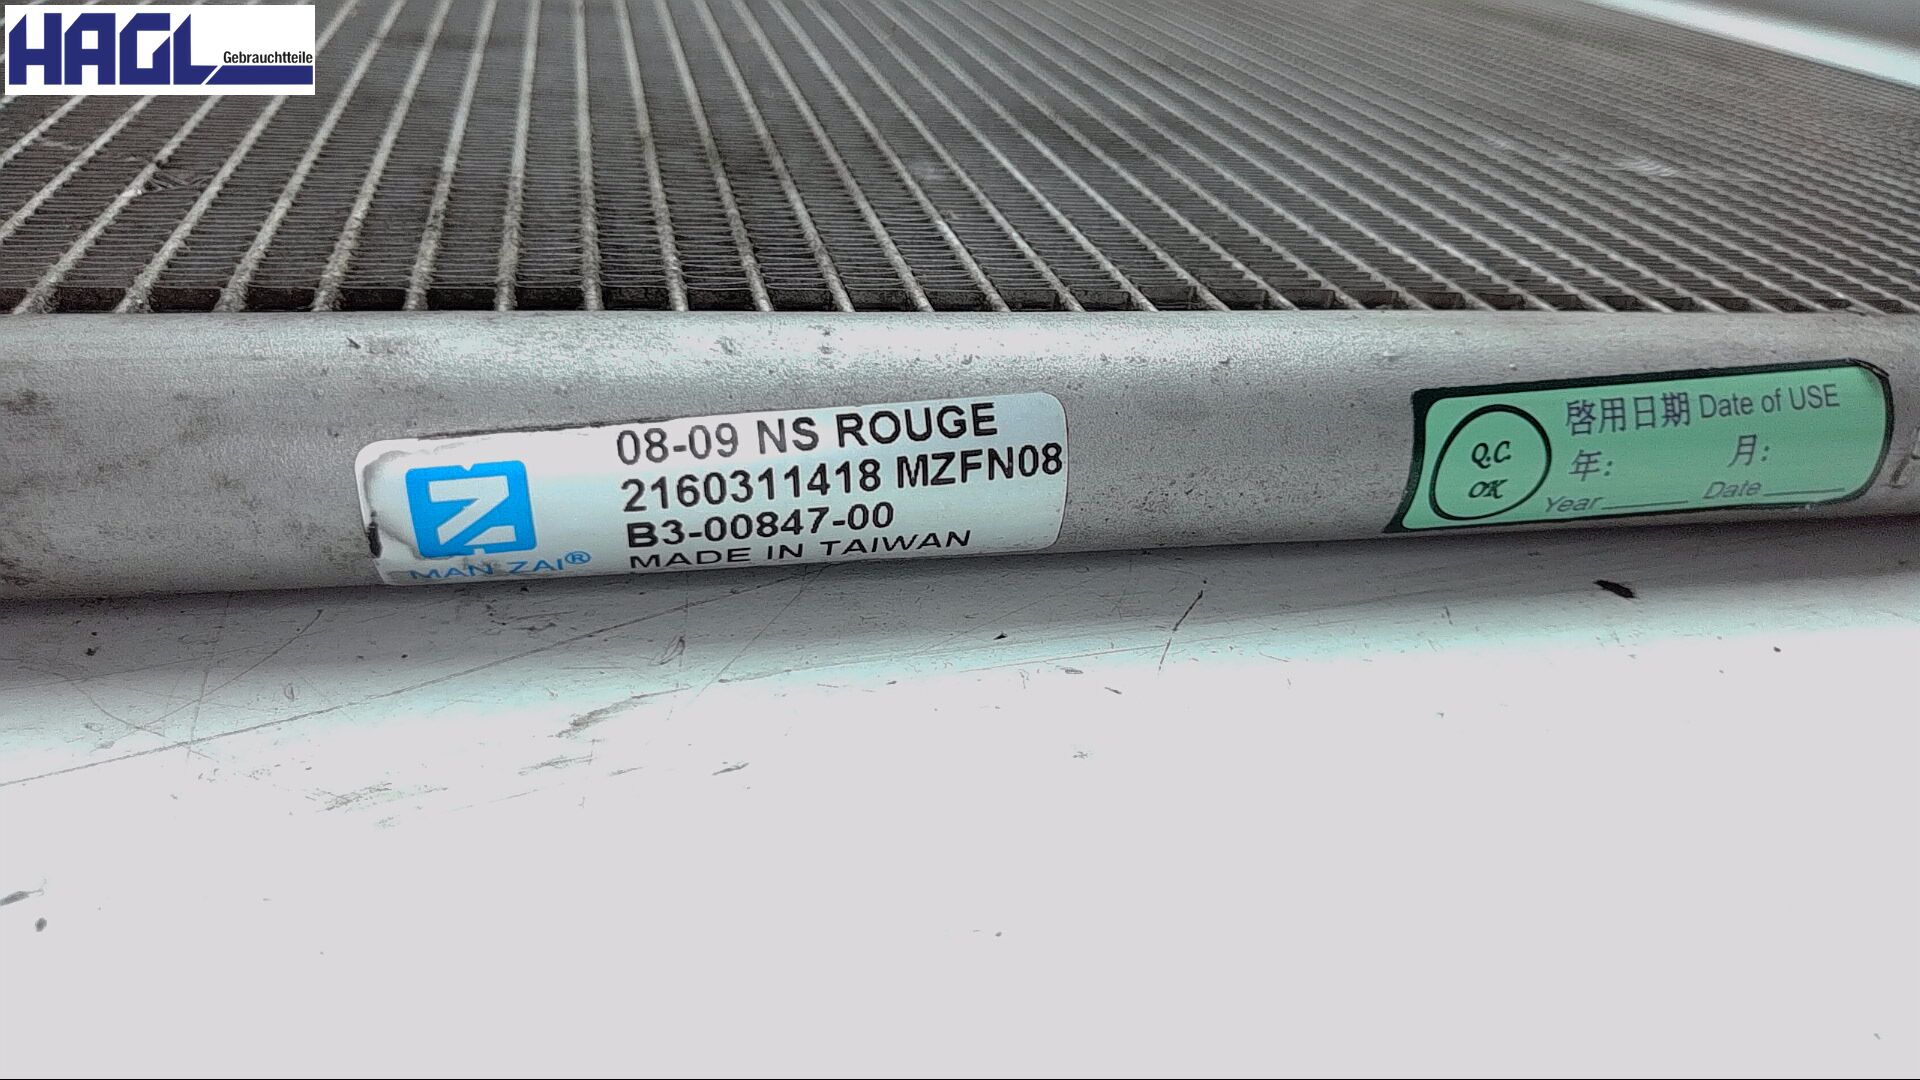 HAGL
Gebrauchtteile
08-09 NS ROUGE
2160311418 MZFN08
B3-00847-00
MADE IN TAIWAN
MAN ZAI®
Q.C.
OK
啓用日期 Date of USE
年: 月:
Year Date